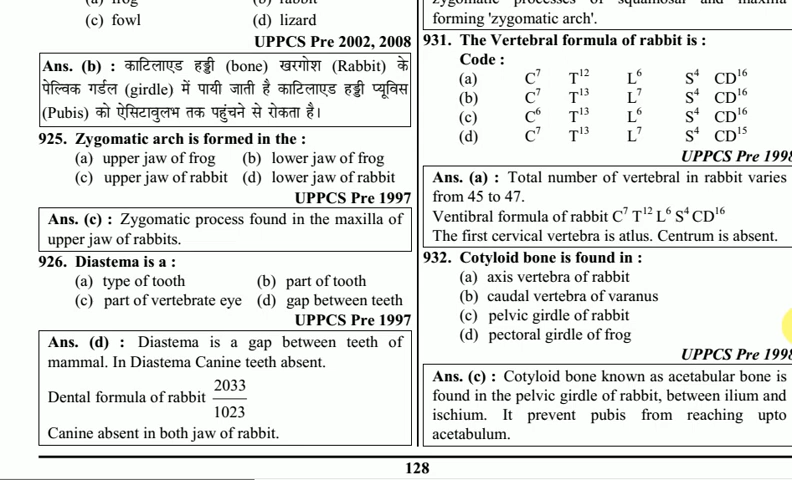 (c) fowl (d) lizard
UPPCS Pre 2002, 2008
Ans. (b) : काटिलाएड हड्डी (bone) खरगोश (Rabbit) के
पेल्विक गर्डल (girdle) में पायी जाती है काटिलाएड हड्डी प्यूविस
(Pubis) को ऐसिटावुलभ तक पहुंचने से रोकता है।
925. Zygomatic arch is formed in the :
(a) upper jaw of frog (b) lower jaw of frog
(c) upper jaw of rabbit (d) lower jaw of rabbit
UPPCS Pre 1997
Ans. (c) : Zygomatic process found in the maxilla of
upper jaw of rabbits.
926. Diastema is a :
(a) type of tooth (b) part of tooth
(c) part of vertebrate eye (d) gap between teeth
UPPCS Pre 1997
Ans. (d) : Diastema is a gap between teeth of
mammal. In Diastema Canine teeth absent.
Dental formula of rabbit 2033/1023
Canine absent in both jaw of rabbit.
forming 'zygomatic arch'.
931. The Vertebral formula of rabbit is :
Code :
(a) C⁷ T¹² L⁶ S⁴ CD¹⁶
(b) C⁷ T¹³ L⁷ S⁴ CD¹⁶
(c) C⁶ T¹³ L⁶ S⁴ CD¹⁶
(d) C⁷ T¹³ L⁷ S⁴ CD¹⁵
UPPCS Pre 1998
Ans. (a) : Total number of vertebral in rabbit varies
from 45 to 47.
Ventibral formula of rabbit C⁷ T¹² L⁶ S⁴ CD¹⁶
The first cervical vertebra is atlus. Centrum is absent.
932. Cotyloid bone is found in :
(a) axis vertebra of rabbit
(b) caudal vertebra of varanus
(c) pelvic girdle of rabbit
(d) pectoral girdle of frog
UPPCS Pre 1998
Ans. (c) : Cotyloid bone known as acetabular bone is
found in the pelvic girdle of rabbit, between ilium and
ischium. It prevent pubis from reaching upto
acetabulum.
128